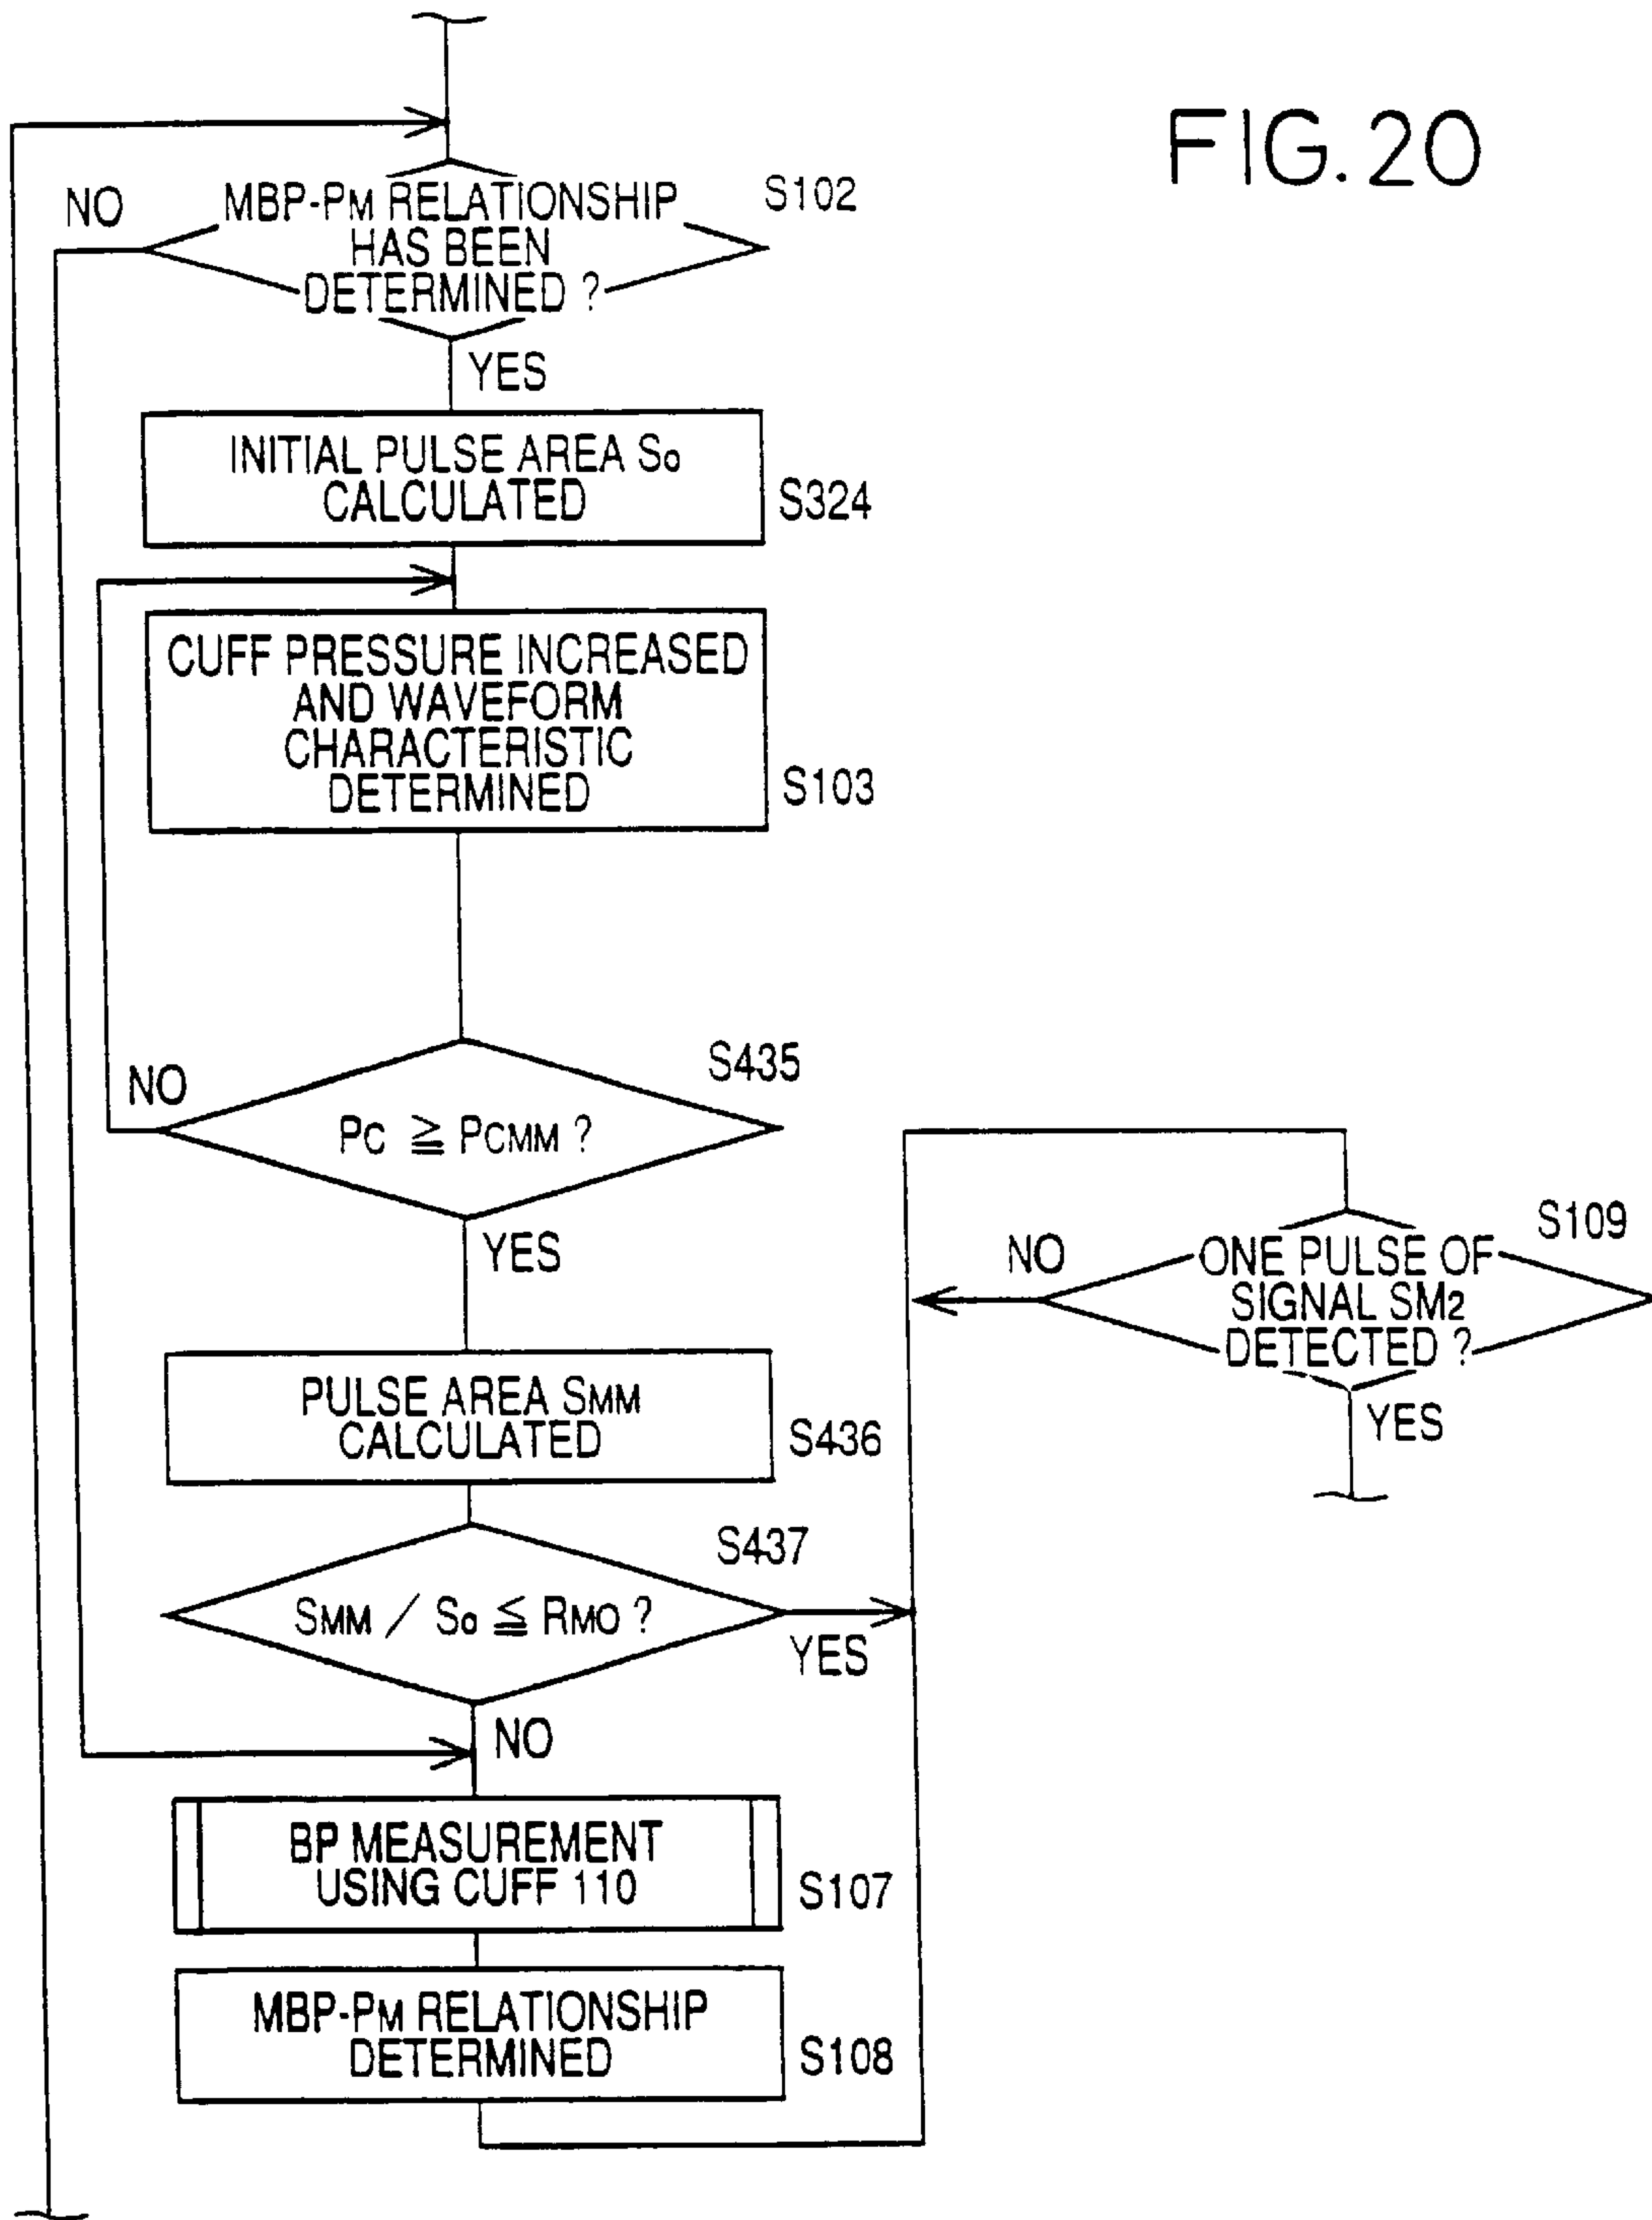 FIG. 20
NO
MBP-PM RELATIONSHIP
HAS BEEN
DETERMINED ?
S102
YES
INITIAL PULSE AREA So
CALCULATED
S324
CUFF PRESSURE INCREASED
AND WAVEFORM
CHARACTERISTIC
DETERMINED
S103
NO
S435
PC ≧ PCMM ?
YES
PULSE AREA SMM
CALCULATED
S436
S437
SMM / So ≦ RMO ?
YES
NO
BP MEASUREMENT
USING CUFF 110
S107
MBP-PM RELATIONSHIP
DETERMINED
S108
S109
NO
ONE PULSE OF
SIGNAL SM2
DETECTED ?
YES